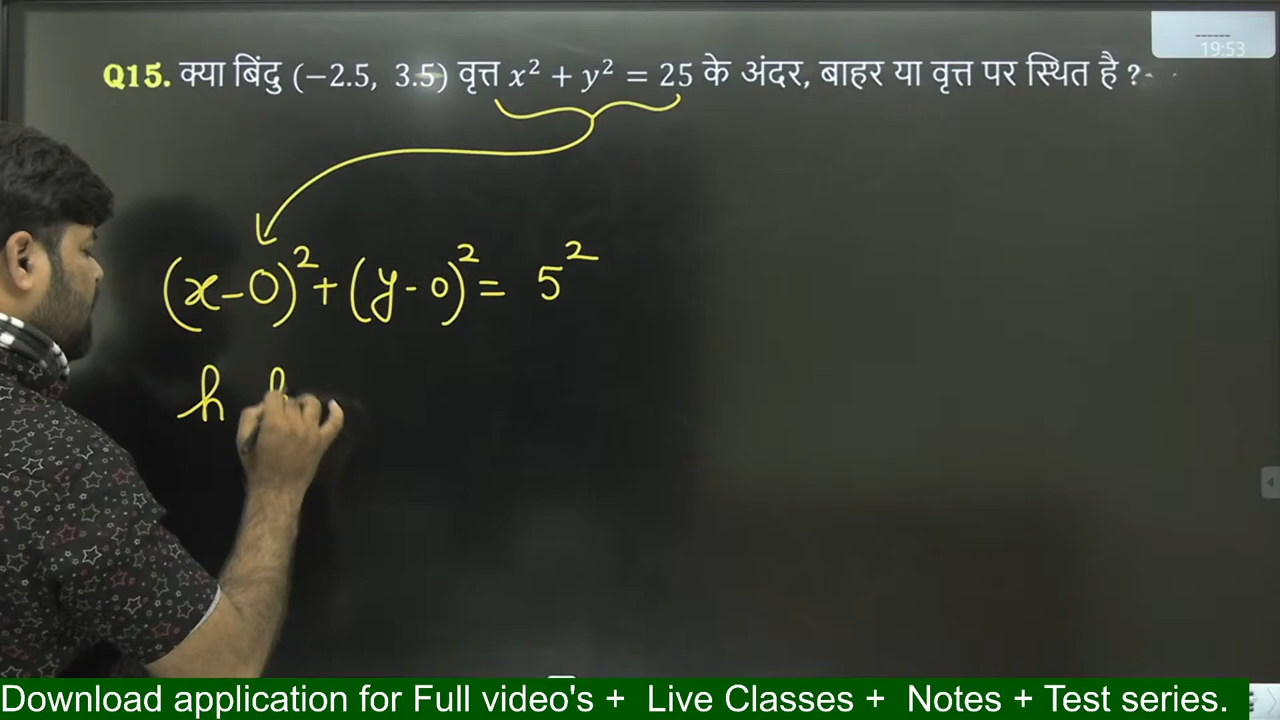 19:53
Q15. क्या बिंदु (−2.5, 3.5) वृत्त x² + y² = 25 के अंदर, बाहर या वृत्त पर स्थित है ?
(x-0)² + (y-0)² = 5²
h
Download application for Full video's + Live Classes + Notes + Test series.